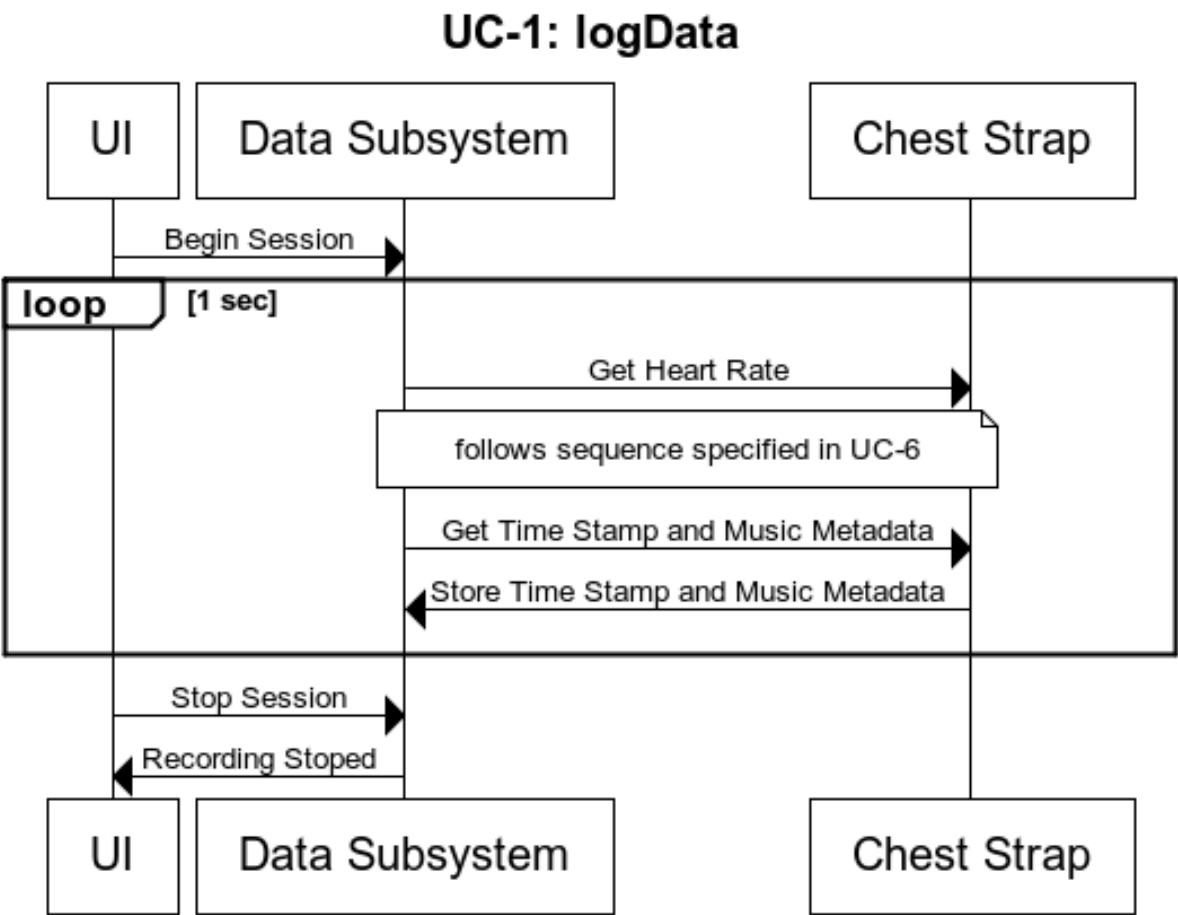 UC-1: logData
UI
Data Subsystem
Chest Strap
Begin Session
loop
[1 sec]
Get Heart Rate
follows sequence specified in UC-6
Get Time Stamp and Music Metadata
Store Time Stamp and Music Metadata
Stop Session
Recording Stoped
UI
Data Subsystem
Chest Strap